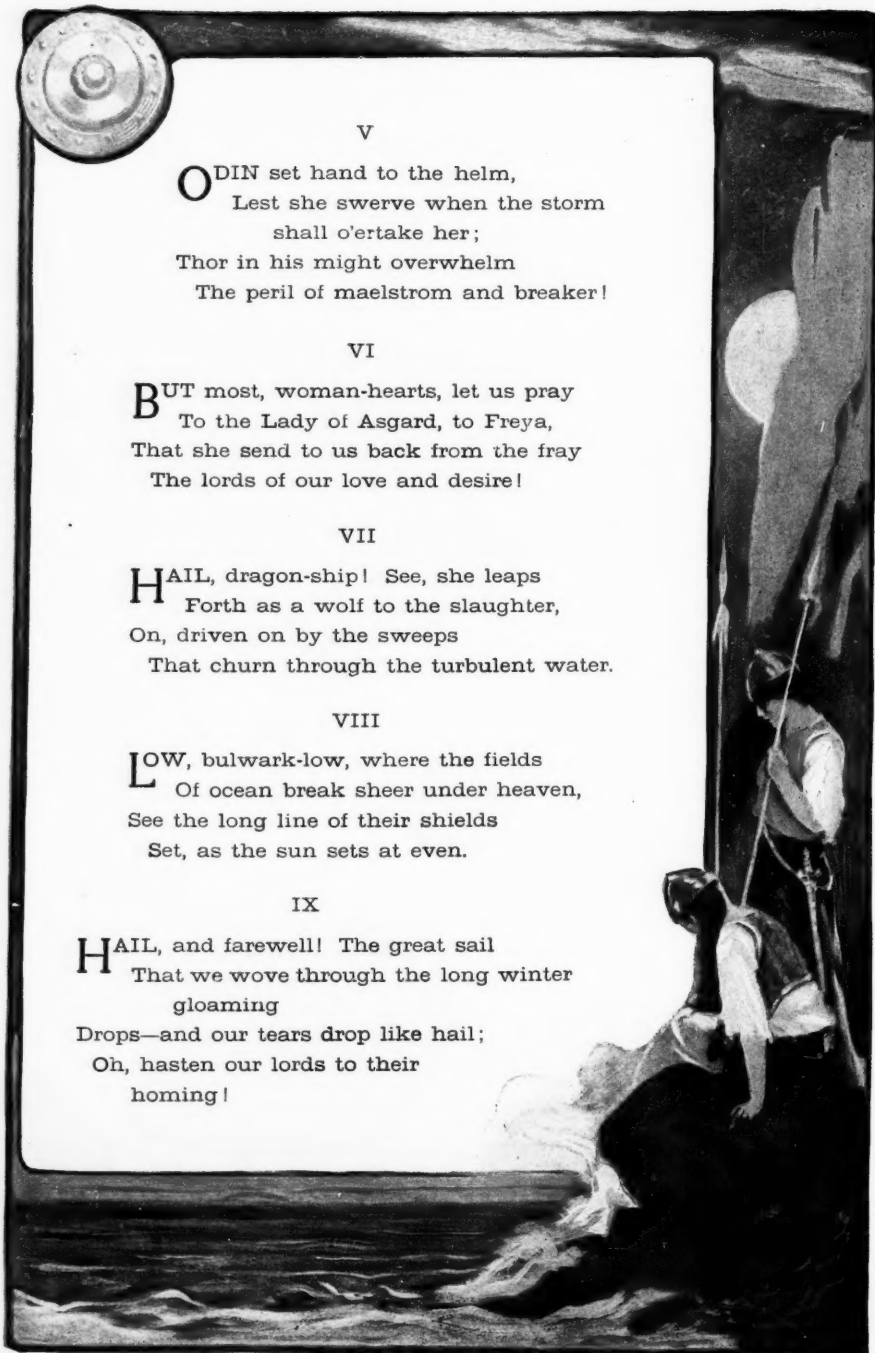 V
ODIN set hand to the helm,
Lest she swerve when the storm
shall o'ertake her;
Thor in his might overwhelm
The peril of maelstrom and breaker!
VI
BUT most, woman-hearts, let us pray
To the Lady of Asgard, to Freya,
That she send to us back from the fray
The lords of our love and desire!
VII
HAIL, dragon-ship! See, she leaps
Forth as a wolf to the slaughter,
On, driven on by the sweeps
That churn through the turbulent water.
VIII
LOW, bulwark-low, where the fields
Of ocean break sheer under heaven,
See the long line of their shields
Set, as the sun sets at even.
IX
HAIL, and farewell! The great sail
That we wove through the long winter
gloaming
Drops—and our tears drop like hail;
Oh, hasten our lords to their
homing!